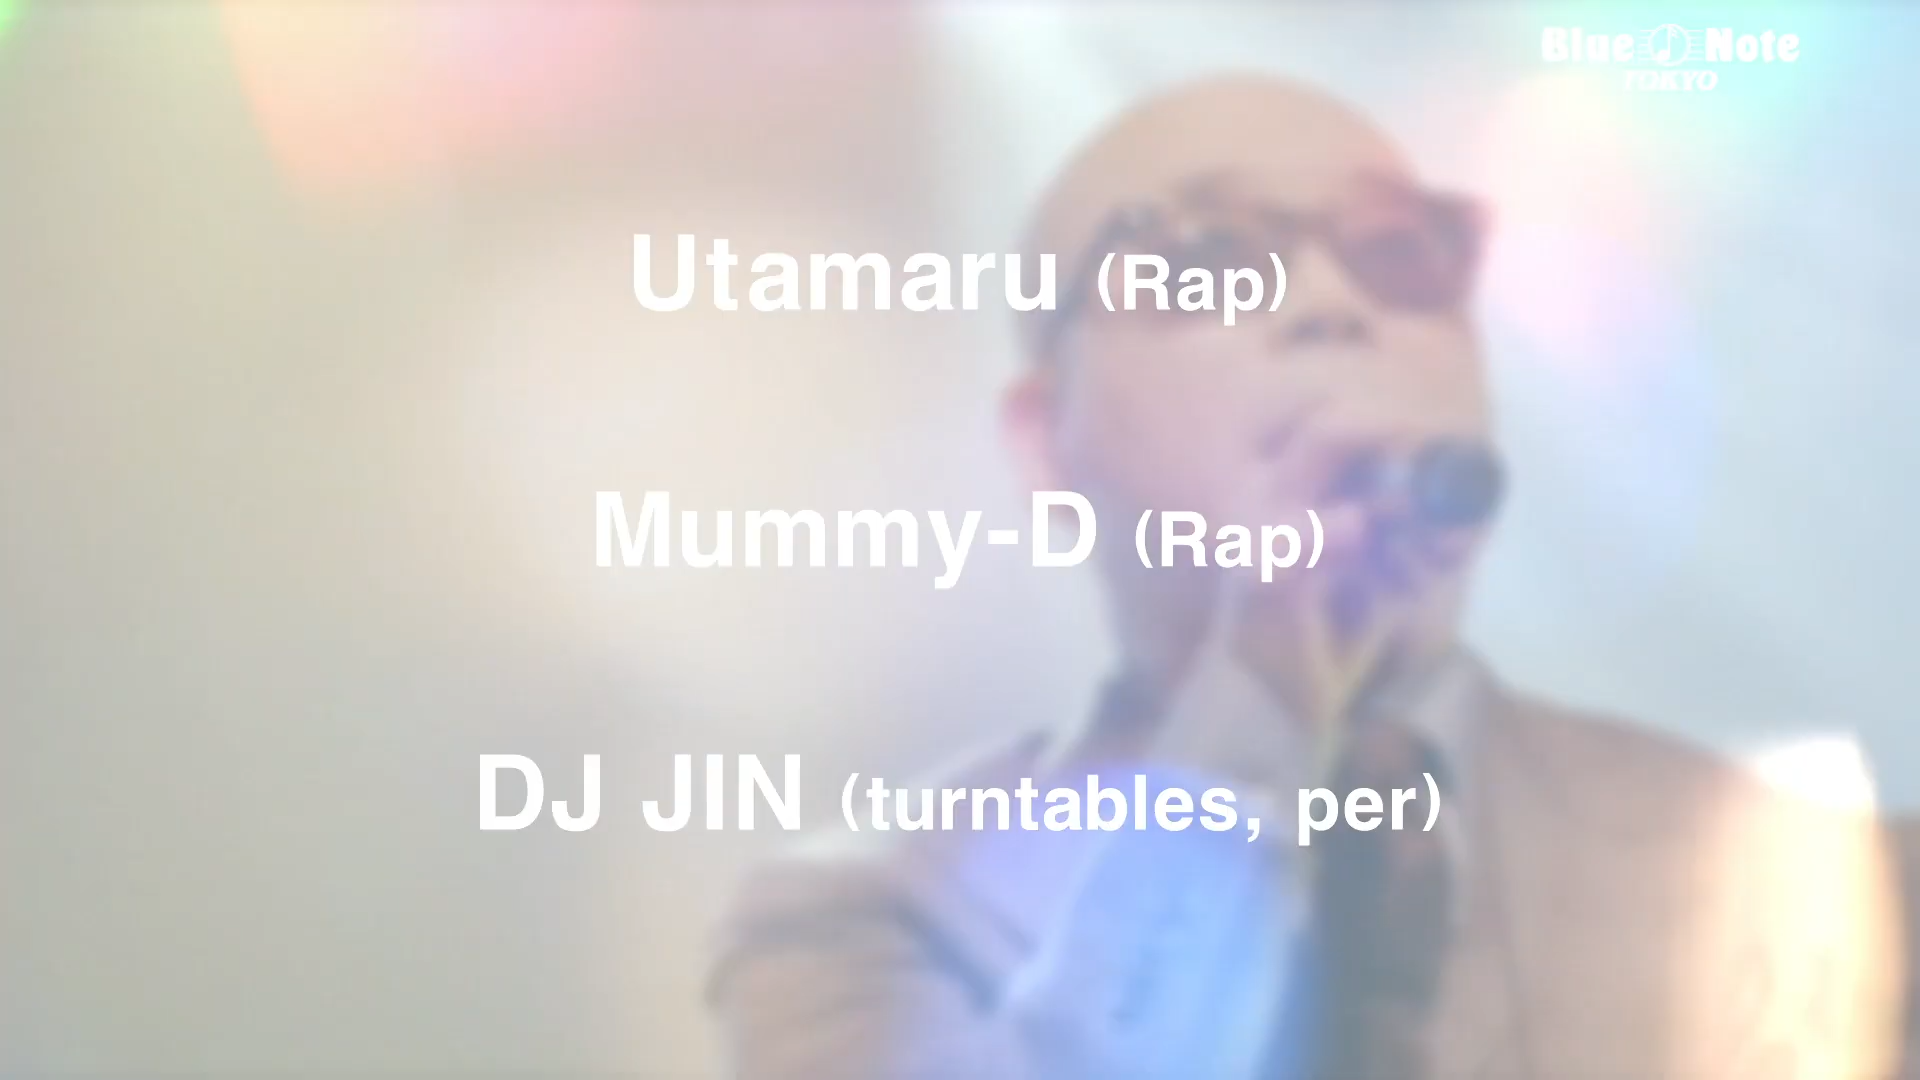 Blue Note
TOKYO
Utamaru (Rap)
Mummy-D (Rap)
DJ JIN (turntables, per)